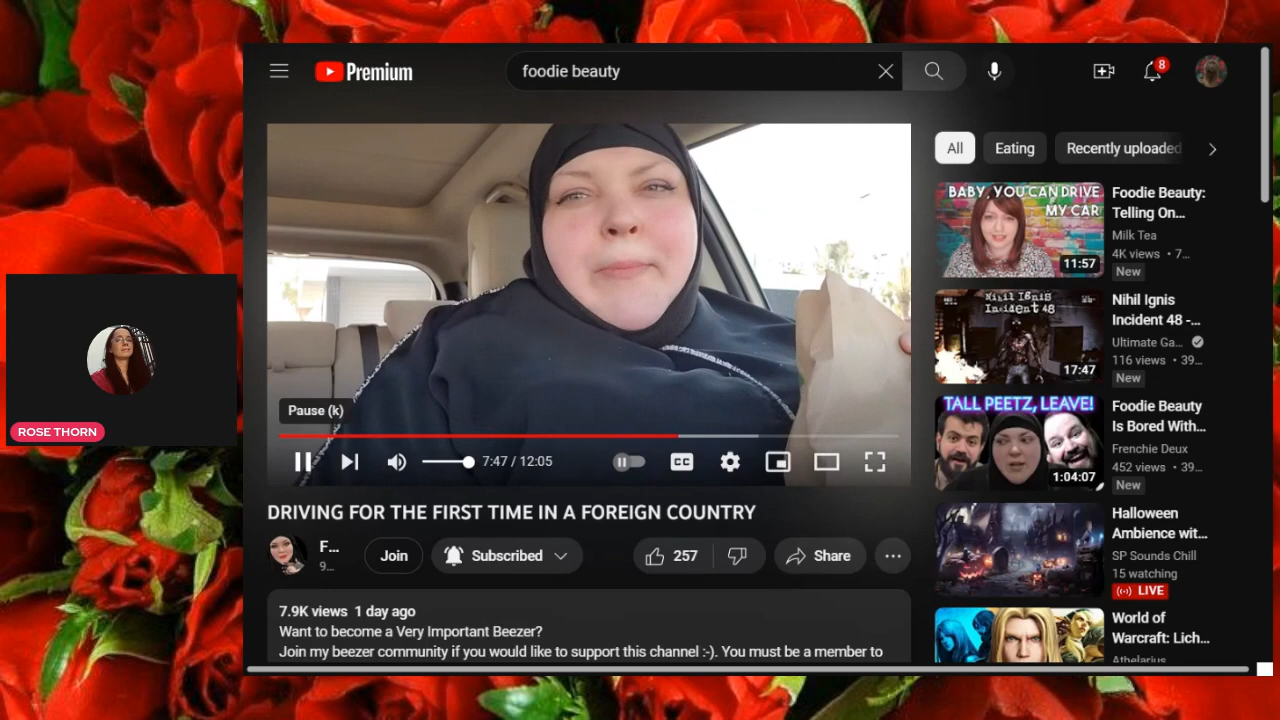 Premium
foodie beauty
8
All
Eating
Recently uploaded
BABY, YOU CAN DRIVE
MY CAR
11:57
Foodie Beauty:
Telling On...
Milk Tea
4K views • 7...
New
Nihil Ignis
Incident 48
17:47
Nihil Ignis
Incident 48 -...
Ultimate Ga...
116 views • 39...
New
TALL PEETZ, LEAVE!
1:04:07
Foodie Beauty
Is Bored With...
Frenchie Deux
452 views • 39...
New
Halloween
Ambience wit...
SP Sounds Chill
15 watching
LIVE
World of
Warcraft: Lich...
Athelarius
ROSE THORN
Pause (k)
7:47 / 12:05
CC
DRIVING FOR THE FIRST TIME IN A FOREIGN COUNTRY
F...
9...
Join
Subscribed
257
Share
7.9K views 1 day ago
Want to become a Very Important Beezer?
Join my beezer community if you would like to support this channel :-). You must be a member to